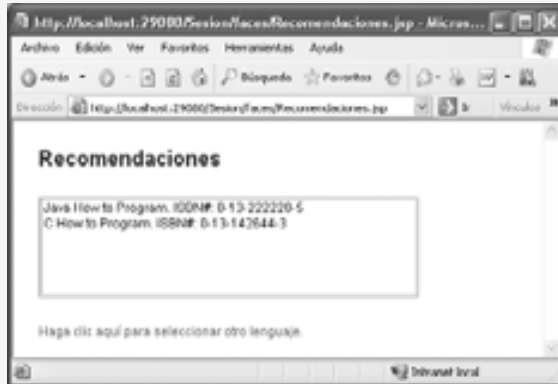 http://localhost:29080/Sesion/faces/Recomendaciones.jsp - Micros...
Archivo Edición Ver Favoritos Herramientas Ayuda
Atrás Búsqueda Favoritos
Dirección http://localhost:29080/Sesion/faces/Recomendaciones.jsp Ir Vínculos »
Recomendaciones
Java How to Program. ISBN#: 0-13-222220-5
C How to Program. ISBN#: 0-13-142644-3
Haga clic aquí para seleccionar otro lenguaje.
Intranet local